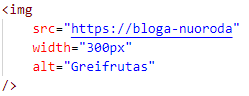 <img
src="https://bloga-nuoroda"
width="300px"
alt="Greifrutas"
/>